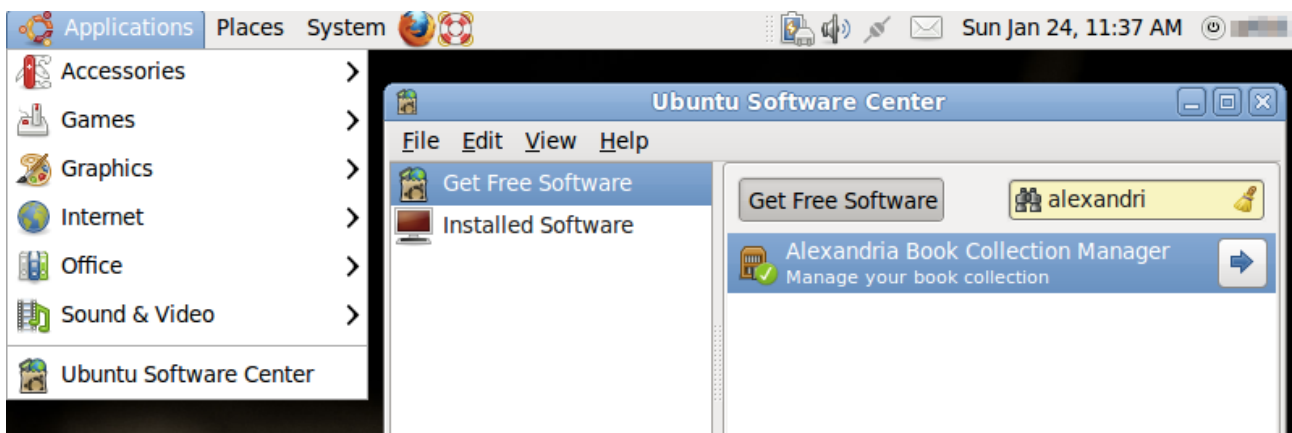 Applications Places System Sun Jan 24, 11:37 AM
Accessories
Games
Graphics
Internet
Office
Sound & Video
Ubuntu Software Center
Ubuntu Software Center
File Edit View Help
Get Free Software
Installed Software
Get Free Software alexandri
Alexandria Book Collection Manager
Manage your book collection